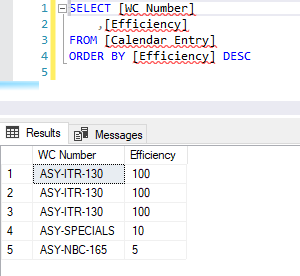 1 SELECT [WC Number]
2 ,[Efficiency]
3 FROM [Calendar Entry]
4 ORDER BY [Efficiency] DESC
5
Results Messages
WC Number Efficiency
1 ASY-ITR-130 100
2 ASY-ITR-130 100
3 ASY-ITR-130 100
4 ASY-SPECIALS 10
5 ASY-NBC-165 5